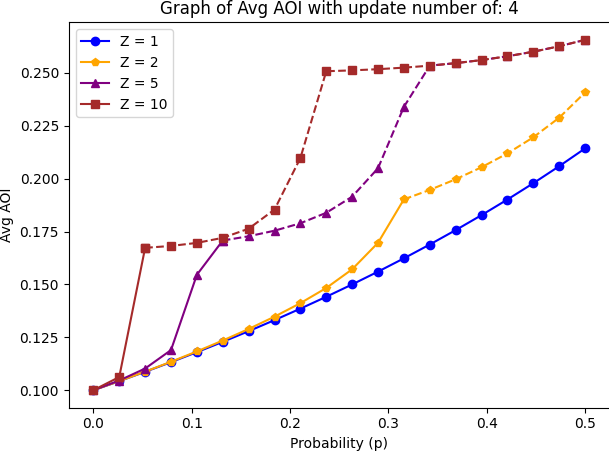 Graph of Avg AOI with update number of: 4
Z = 1
Z = 2
Z = 5
Z = 10
Avg AOI
0.250
0.225
0.200
0.175
0.150
0.125
0.100
0.0 0.1 0.2 0.3 0.4 0.5
Probability (p)